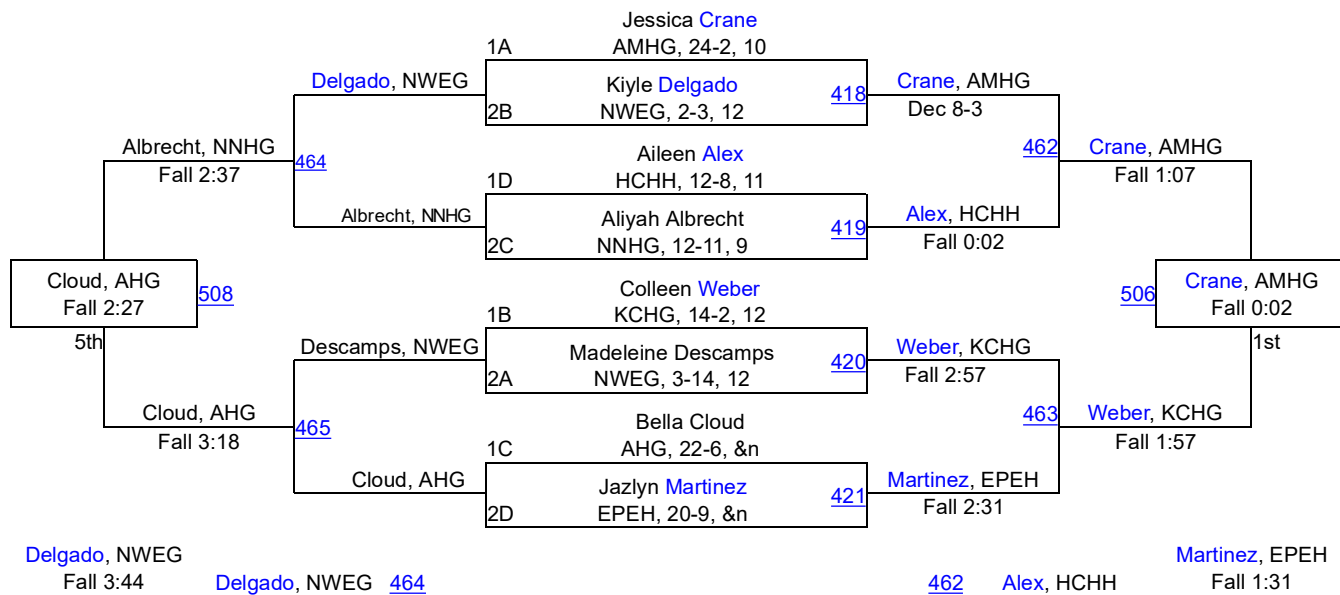 Jessica Crane
1A
AMHG, 24-2, 10
Delgado, NWEG
Kiyle Delgado
418
Crane, AMHG
2B
NWEG, 2-3, 12
Dec 8-3
Albrecht, NNHG
464
Fall 2:37
Aileen Alex
462
Crane, AMHG
1D
HCHH, 12-8, 11
Fall 1:07
Albrecht, NNHG
Aliyah Albrecht
419
Alex, HCHH
2C
NNHG, 12-11, 9
Fall 0:02
Cloud, AHG
508
Fall 2:27
5th
Colleen Weber
506
Crane, AMHG
1B
KCHG, 14-2, 12
Fall 0:02
1st
Descamps, NWEG
Madeleine Descamps
420
Weber, KCHG
2A
NWEG, 3-14, 12
Fall 2:57
Cloud, AHG
465
Fall 3:18
Bella Cloud
463
Weber, KCHG
1C
AHG, 22-6, &n
Fall 1:57
Cloud, AHG
Jazlyn Martinez
421
Martinez, EPEH
2D
EPEH, 20-9, &n
Fall 2:31
Delgado, NWEG
Fall 3:44
Delgado, NWEG 464
462 Alex, HCHH
Martinez, EPEH
Fall 1:31